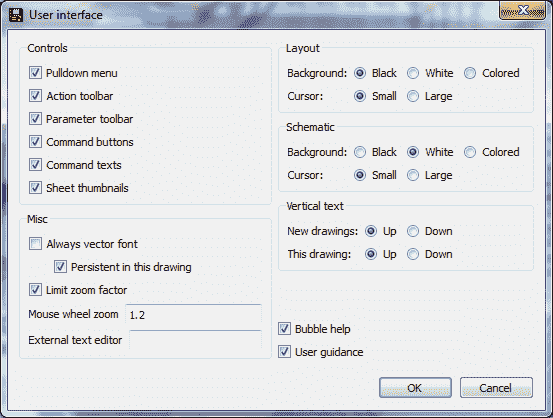 User interface
Controls
Pulldown menu
Action toolbar
Parameter toolbar
Command buttons
Command texts
Sheet thumbnails
Misc
Always vector font
Persistent in this drawing
Limit zoom factor
Mouse wheel zoom 1.2
External text editor
Layout
Background: Black White Colored
Cursor: Small Large
Schematic
Background: Black White Colored
Cursor: Small Large
Vertical text
New drawings: Up Down
This drawing: Up Down
Bubble help
User guidance
OK Cancel